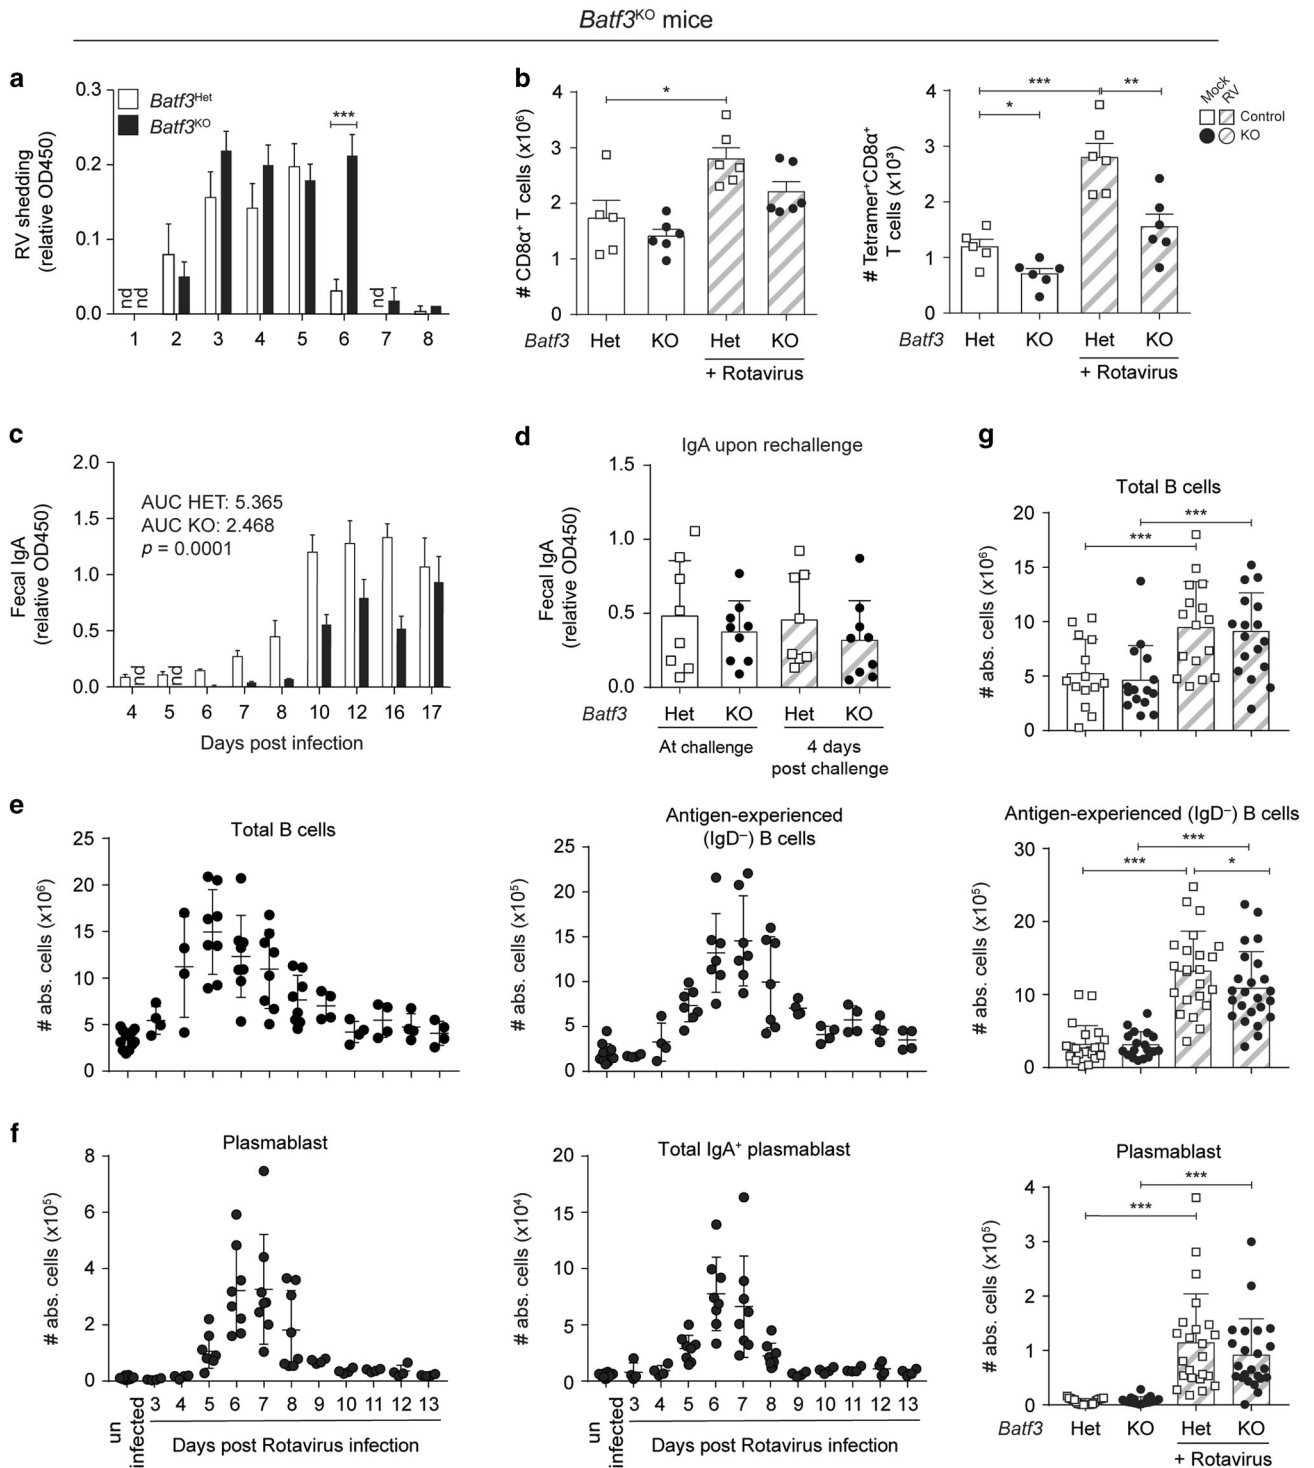 Batf3KO mice
a
RV shedding
(relative OD450)
0.3
0.2
0.1
0.0
Batf3Het
Batf3KO
***
nd
nd
nd
1 2 3 4 5 6 7 8
b
# CD8α+ T cells (x10⁶)
4
3
2
1
0
*
Batf3 Het KO Het KO
+ Rotavirus
# Tetramer+CD8α+
T cells (x10³)
4
3
2
1
0
*** **
*
Batf3 Het KO Het KO
+ Rotavirus
Mock
RV
Control
KO
c
Fecal IgA
(relative OD450)
2.0
1.5
1.0
0.5
0.0
AUC HET: 5.365
AUC KO: 2.468
p = 0.0001
nd
nd
4 5 6 7 8 10 12 16 17
Days post infection
d
IgA upon rechallenge
Fecal IgA
(relative OD450)
1.5
1.0
0.5
0.0
Batf3 Het KO Het KO
At challenge
4 days
post challenge
g
Total B cells
# abs. cells (x10⁶)
20
15
10
5
0
***
***
e
Total B cells
# abs. cells (x10⁶)
25
20
15
10
5
0
Antigen-experienced
(IgD⁻) B cells
# abs. cells (x10⁵)
25
20
15
10
5
0
Antigen-experienced (IgD⁻) B cells
# abs. cells (x10⁵)
30
20
10
0
***
*** *
f
Plasmablast
# abs. cells (x10⁵)
8
6
4
2
0
un
infected
3 4 5 6 7 8 9 10 11 12 13
Days post Rotavirus infection
Total IgA+ plasmablast
# abs. cells (x10⁴)
20
15
10
5
0
un
infected
3 4 5 6 7 8 9 10 11 12 13
Days post Rotavirus infection
Plasmablast
# abs. cells (x10⁵)
4
3
2
1
0
***
***
Batf3 Het KO Het KO
+ Rotavirus